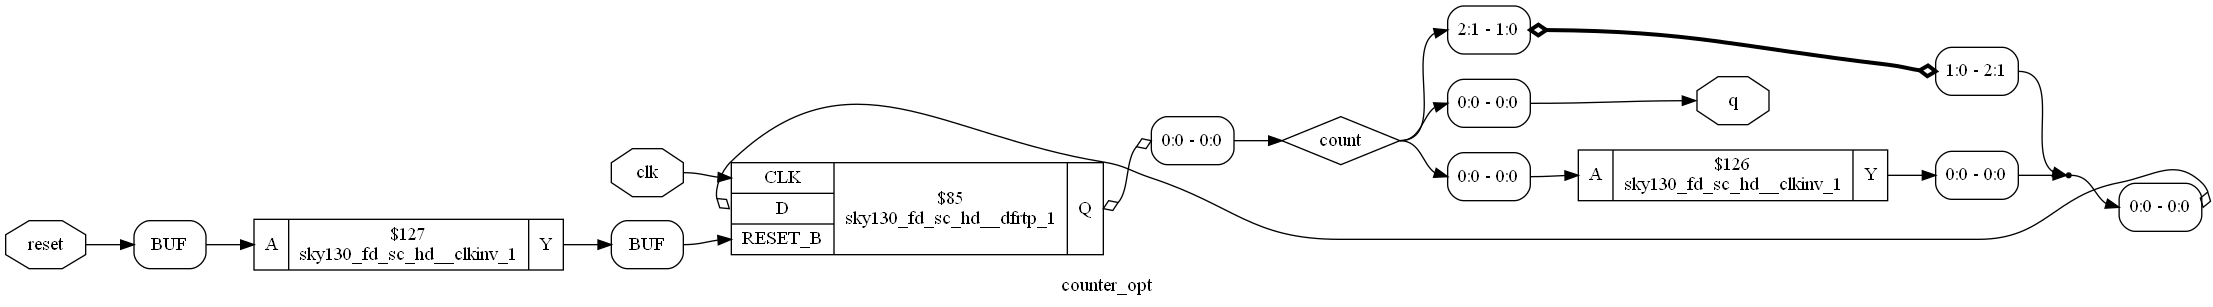 reset
BUF
A
$127
sky130_fd_sc_hd__clkinv_1
Y
BUF
clk
CLK
D
RESET_B
$85
sky130_fd_sc_hd__dfrtp_1
Q
0:0 - 0:0
count
2:1 - 1:0
0:0 - 0:0
0:0 - 0:0
q
A
$126
sky130_fd_sc_hd__clkinv_1
Y
1:0 - 2:1
0:0 - 0:0
0:0 - 0:0
counter_opt